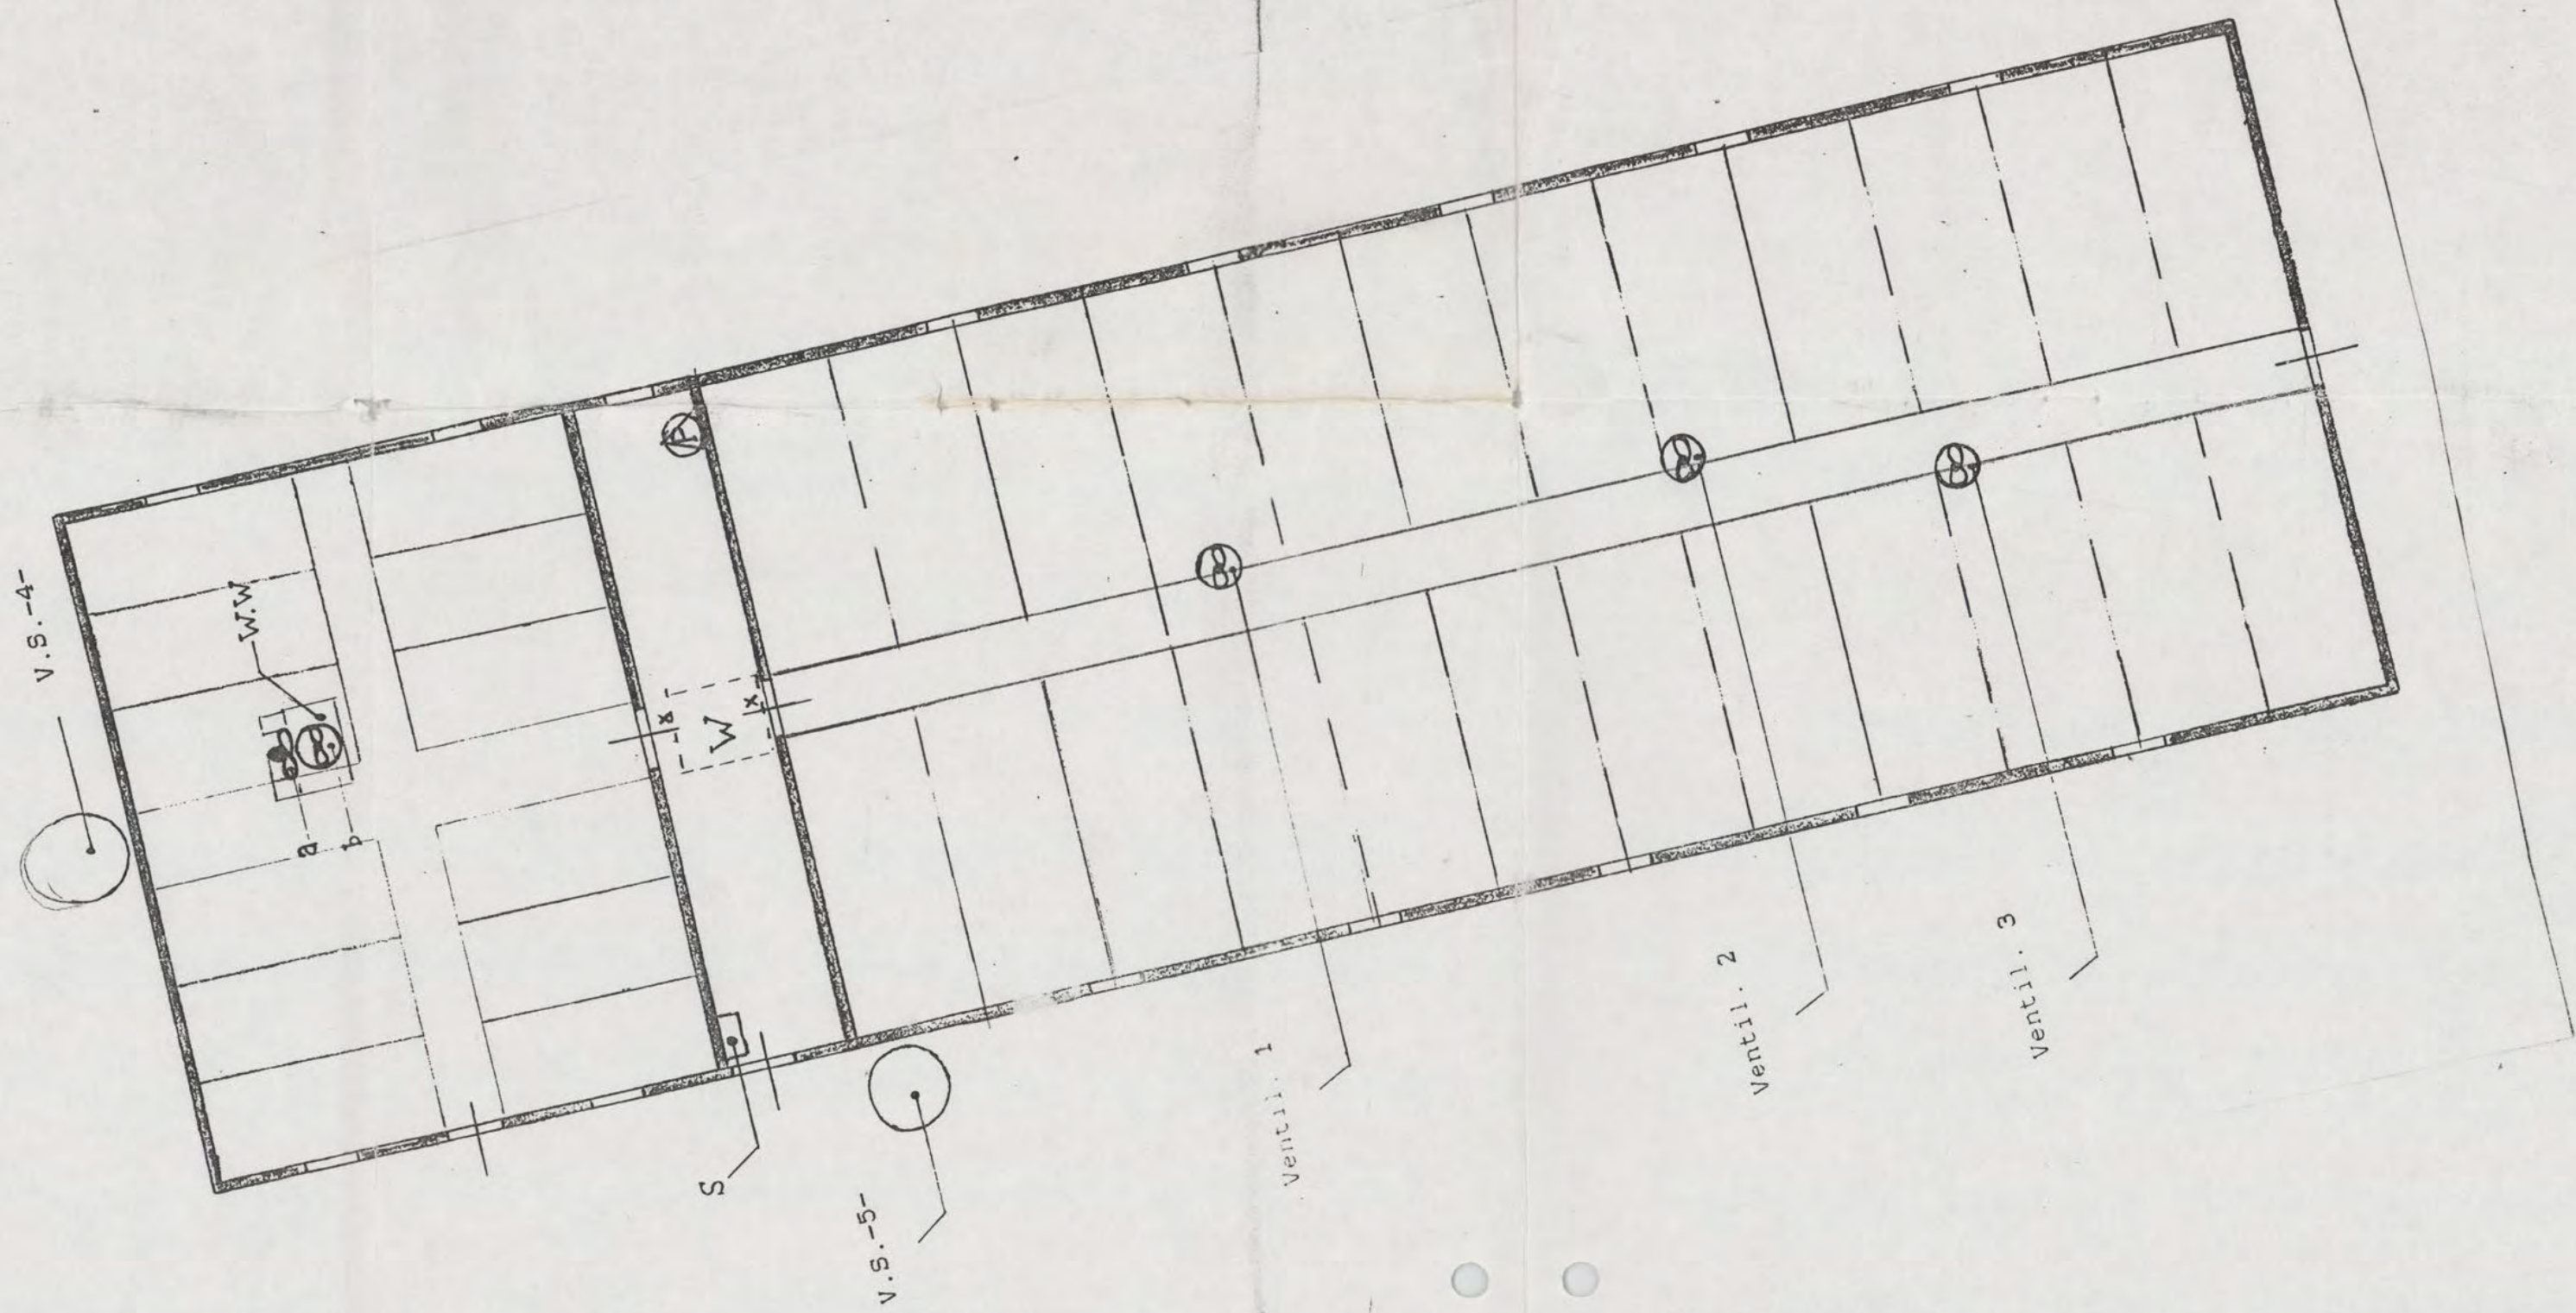 V.S.-4-
W.W
a
b
A
W
x
x
S
V.S.-5-
Ventil. 1
Ventil. 2
Ventil. 3